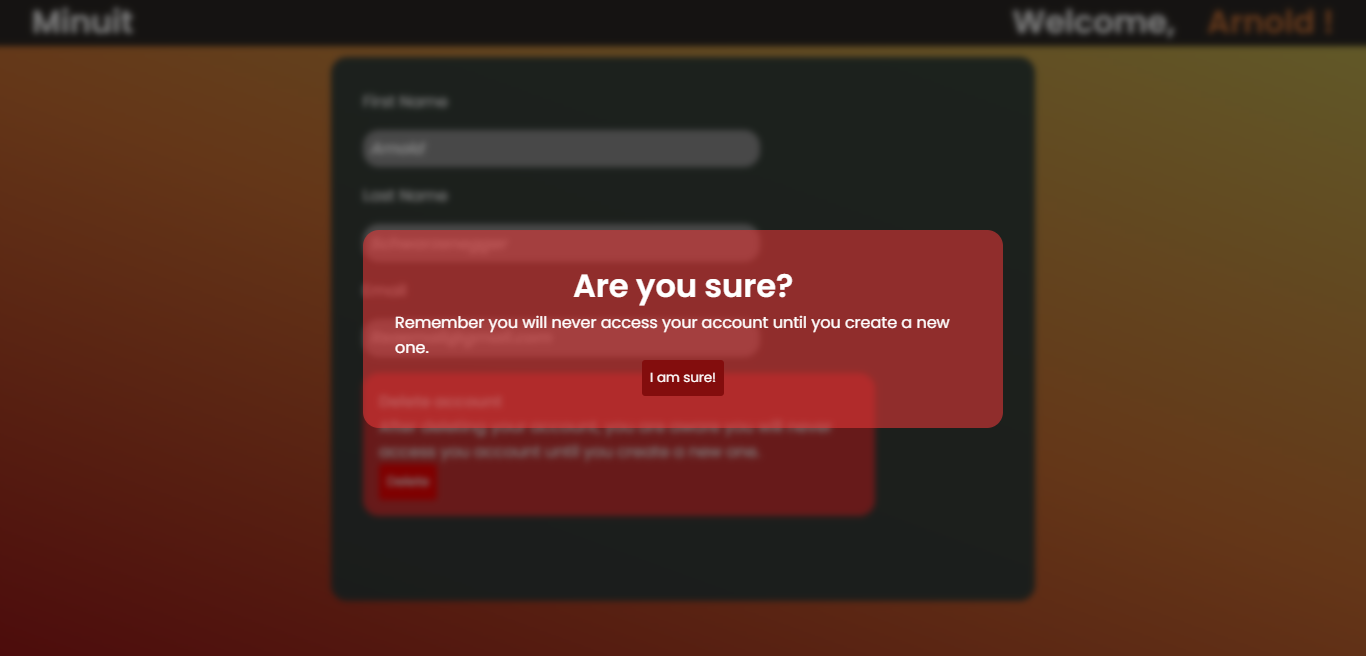 Minuit
Welcome, Arnold !
First Name
Arnold
Last Name
Schwarzenegger
Email
Are you sure?
Remember you will never access your account until you create a new
one.
I am sure!
Delete account
After deleting your account, you are aware you will never
access you account until you create a new one.
Delete